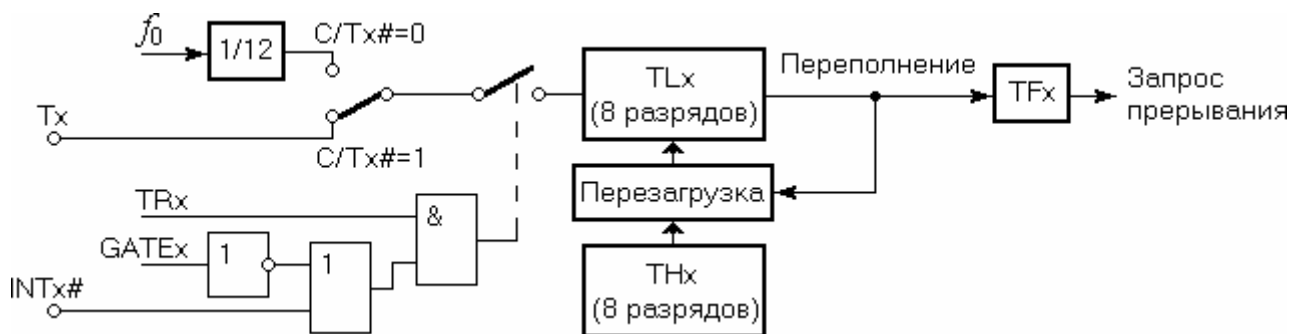 f0
1/12
C/Tx#=0
Tx
C/Tx#=1
TLx
(8 разрядов)
Переполнение
TFx
Запрос
прерывания
Перезагрузка
THx
(8 разрядов)
TRx
&
GATEx
1
1
INTx#